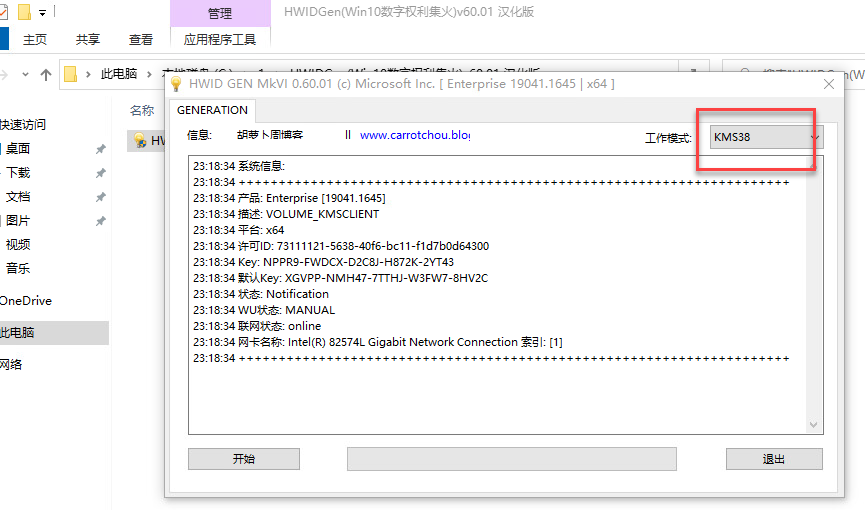 管理
HWIDGen(Win10数字权利集火)v60.01 汉化版
主页 共享 查看 应用程序工具
此电脑
HWID GEN MkVI 0.60.01 (c) Microsoft Inc. [ Enterprise 19041.1645 | x64 ]
快速访问
名称
GENERATION
信息: 胡萝卜周博客 || www.carrotchou.blog
工作模式: KMS38
桌面
下载
文档
图片
视频
音乐
OneDrive
此电脑
网络
HW
23:18:34 系统信息:
23:18:34 ++++++++++++++++++++++++++++++++++++++++++++++++++++++++++++++++++
23:18:34 产品: Enterprise [19041.1645]
23:18:34 描述: VOLUME_KMSCLIENT
23:18:34 平台: x64
23:18:34 许可ID: 73111121-5638-40f6-bc11-f1d7b0d64300
23:18:34 Key: NPPR9-FWDCX-D2C8J-H872K-2YT43
23:18:34 默认Key: XGVPP-NMH47-7TTHJ-W3FW7-8HV2C
23:18:34 状态: Notification
23:18:34 WU状态: MANUAL
23:18:34 联网状态: online
23:18:34 网卡名称: Intel(R) 82574L Gigabit Network Connection 索引: [1]
23:18:34 ++++++++++++++++++++++++++++++++++++++++++++++++++++++++++++++++++
开始 退出